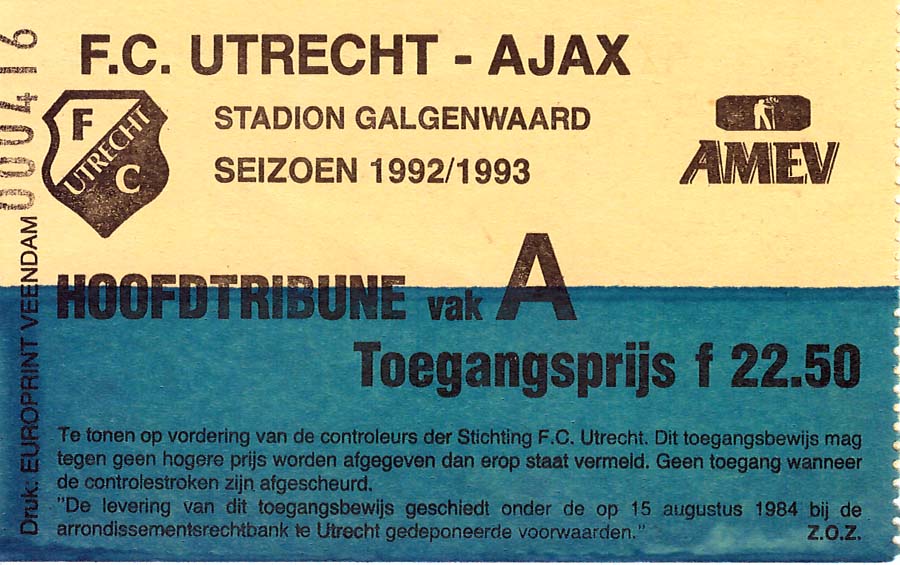 F.C. UTRECHT - AJAX
STADION GALGENWAARD
SEIZOEN 1992/1993
F
UTRECHT
C
AMEV
000416
Druk: EUROPRINT VEENDAM
HOOFDTRIBUNE vak A
Toegangsprijs f 22.50
Te tonen op vordering van de controleurs der Stichting F.C. Utrecht. Dit toegangsbewijs mag
tegen geen hogere prijs worden afgegeven dan erop staat vermeld. Geen toegang wanneer
de controlestroken zijn afgescheurd.
"De levering van dit toegangsbewijs geschiedt onder de op 15 augustus 1984 bij de
arrondissementsrechtbank te Utrecht gedeponeerde voorwaarden."
Z.O.Z.